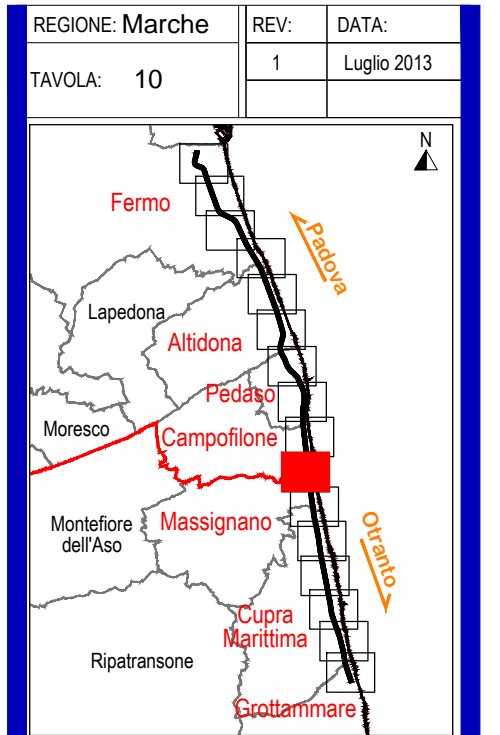 REGIONE: Marche
REV:
DATA:
TAVOLA: 10
1
Luglio 2013
N
Fermo
Padova
Lapedona
Altidona
Pedaso
Moresco
Campofilone
Montefiore
dell'Aso
Massignano
Otranto
Cupra
Marittima
Ripatransone
Grottammare